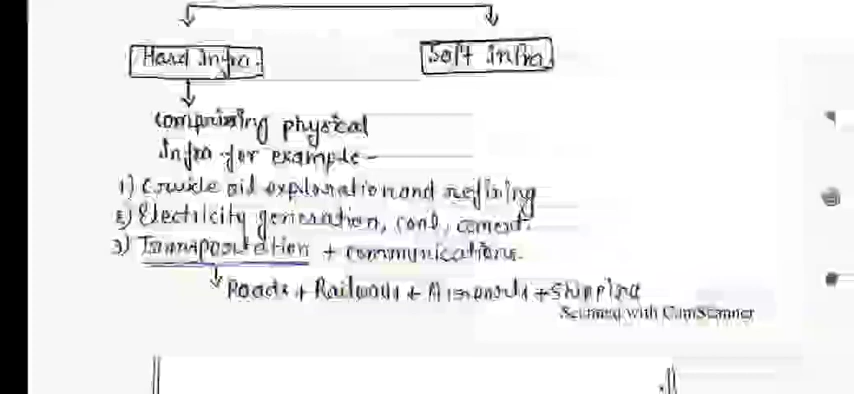 Hard Infra.
Soft infra.
comprising physical
Infra for example -
1) Crude oil exploration and refining
2) Electricity generation, coal, cement.
3) Transportation + communications.
Roads + Railways + Airports + Shipping
Scanned with CamScanner